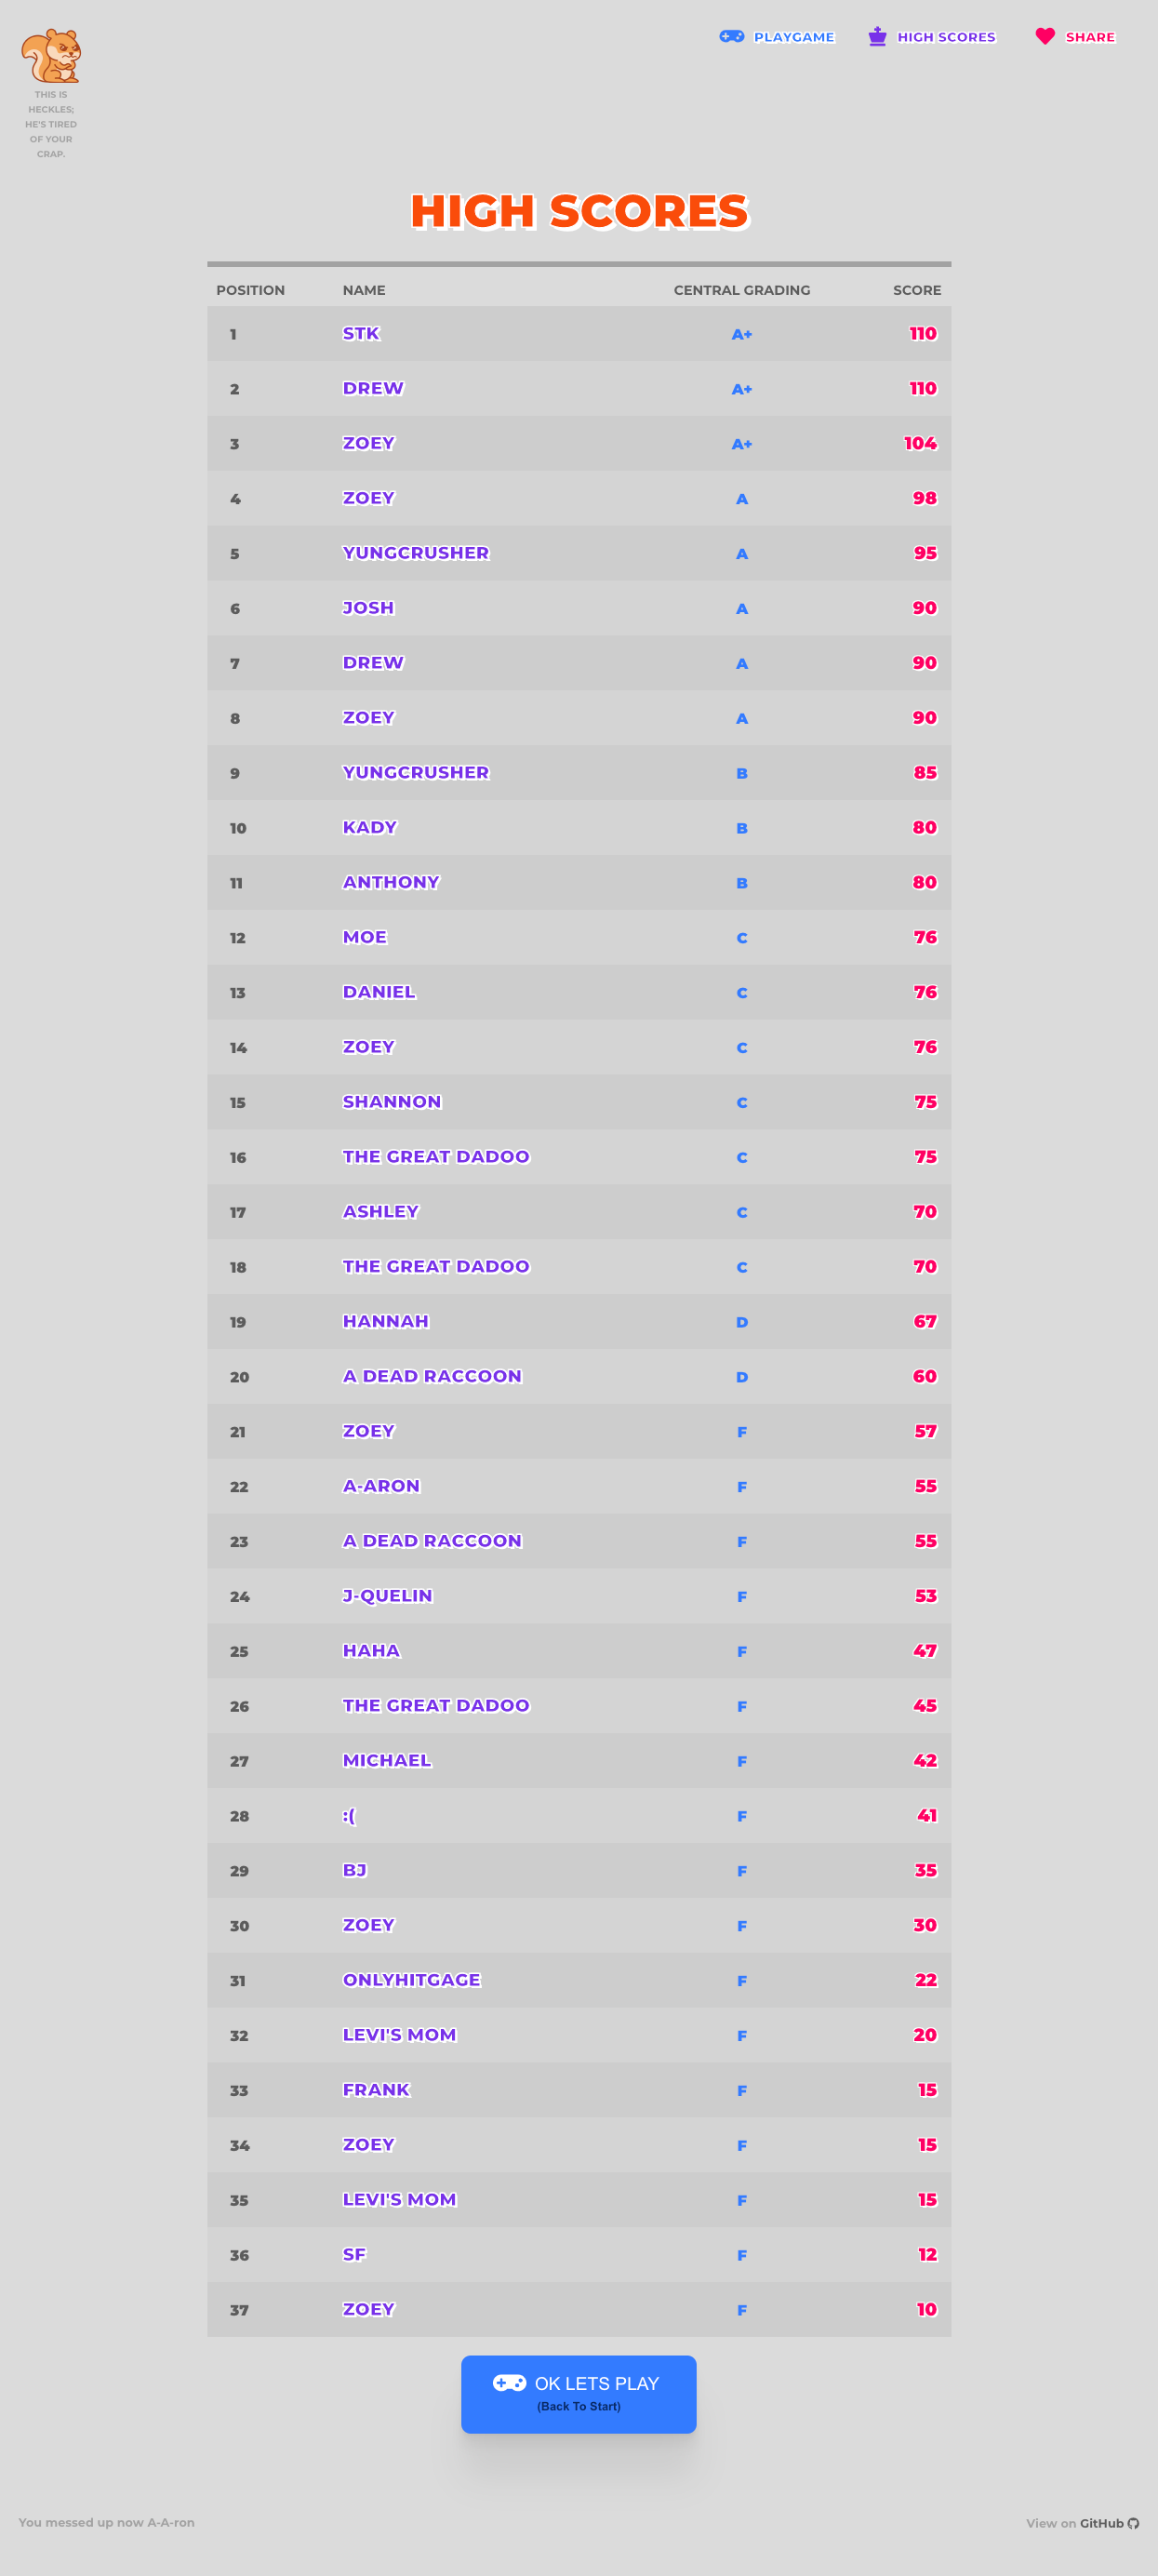 PLAYGAME HIGH SCORES SHARE
THIS IS
HECKLES;
HE'S TIRED
OF YOUR
CRAP.
HIGH SCORES
POSITION NAME CENTRAL GRADING SCORE
1 STK A+ 110
2 DREW A+ 110
3 ZOEY A+ 104
4 ZOEY A 98
5 YUNGCRUSHER A 95
6 JOSH A 90
7 DREW A 90
8 ZOEY A 90
9 YUNGCRUSHER B 85
10 KADY B 80
11 ANTHONY B 80
12 MOE C 76
13 DANIEL C 76
14 ZOEY C 76
15 SHANNON C 75
16 THE GREAT DADOO C 75
17 ASHLEY C 70
18 THE GREAT DADOO C 70
19 HANNAH D 67
20 A DEAD RACCOON D 60
21 ZOEY F 57
22 A-ARON F 55
23 A DEAD RACCOON F 55
24 J-QUELIN F 53
25 HAHA F 47
26 THE GREAT DADOO F 45
27 MICHAEL F 42
28 :( F 41
29 BJ F 35
30 ZOEY F 30
31 ONLYHITGAGE F 22
32 LEVI'S MOM F 20
33 FRANK F 15
34 ZOEY F 15
35 LEVI'S MOM F 15
36 SF F 12
37 ZOEY F 10
OK LETS PLAY
(Back To Start)
You messed up now A-A-ron View on GitHub